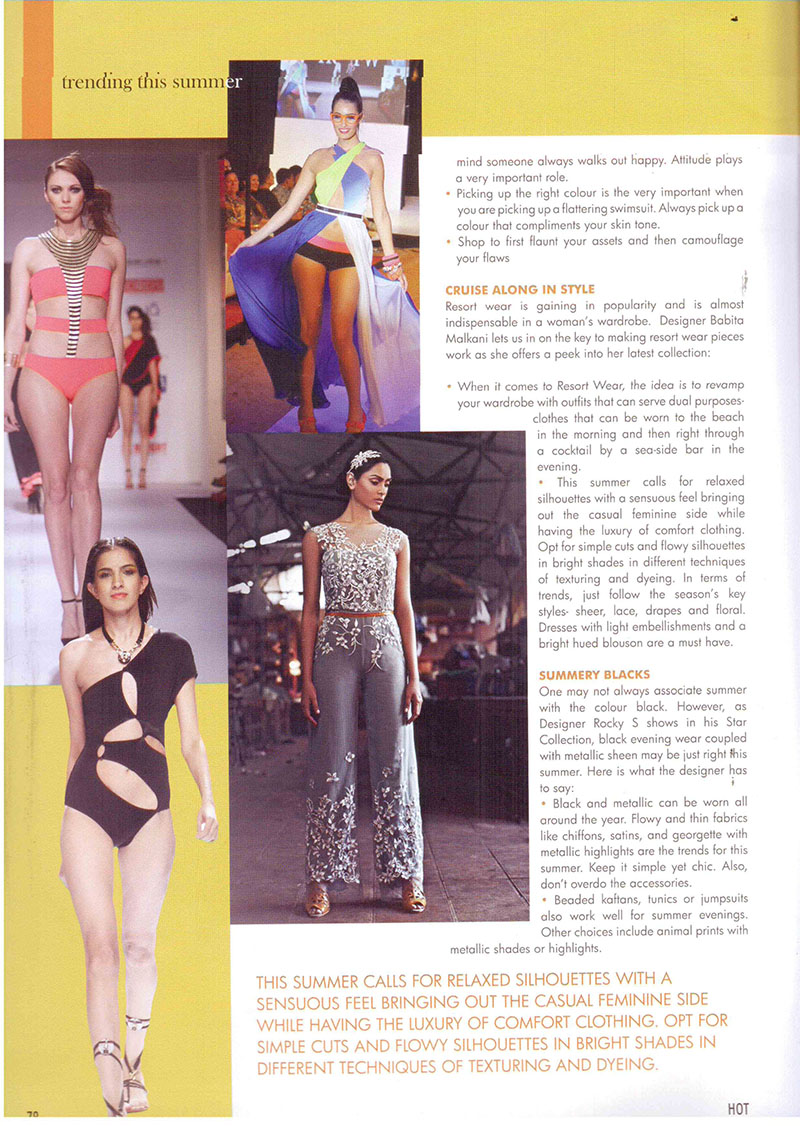 trending this summer
mind someone always walks out happy. Attitude plays
a very important role.
• Picking up the right colour is the very important when
you are picking up a flattering swimsuit. Always pick up a
colour that compliments your skin tone.
• Shop to first flaunt your assets and then camouflage
your flaws
CRUISE ALONG IN STYLE
Resort wear is gaining in popularity and is almost
indispensable in a woman's wardrobe. Designer Babita
Malkani lets us in on the key to making resort wear pieces
work as she offers a peek into her latest collection:
• When it comes to Resort Wear, the idea is to revamp
your wardrobe with outfits that can serve dual purposes-
clothes that can be worn to the beach
in the morning and then right through
a cocktail by a sea-side bar in the
evening.
• This summer calls for relaxed
silhouettes with a sensuous feel bringing
out the casual feminine side while
having the luxury of comfort clothing.
Opt for simple cuts and flowy silhouettes
in bright shades in different techniques
of texturing and dyeing. In terms of
trends, just follow the season's key
styles- sheer, lace, drapes and floral.
Dresses with light embellishments and a
bright hued blouson are a must have.
SUMMERY BLACKS
One may not always associate summer
with the colour black. However, as
Designer Rocky S shows in his Star
Collection, black evening wear coupled
with metallic sheen may be just right this
summer. Here is what the designer has
to say:
• Black and metallic can be worn all
around the year. Flowy and thin fabrics
like chiffons, satins, and georgette with
metallic highlights are the trends for this
summer. Keep it simple yet chic. Also,
don't overdo the accessories.
• Beaded kaftans, tunics or jumpsuits
also work well for summer evenings.
Other choices include animal prints with
metallic shades or highlights.
THIS SUMMER CALLS FOR RELAXED SILHOUETTES WITH A
SENSUOUS FEEL BRINGING OUT THE CASUAL FEMININE SIDE
WHILE HAVING THE LUXURY OF COMFORT CLOTHING. OPT FOR
SIMPLE CUTS AND FLOWY SILHOUETTES IN BRIGHT SHADES IN
DIFFERENT TECHNIQUES OF TEXTURING AND DYEING.
HOT